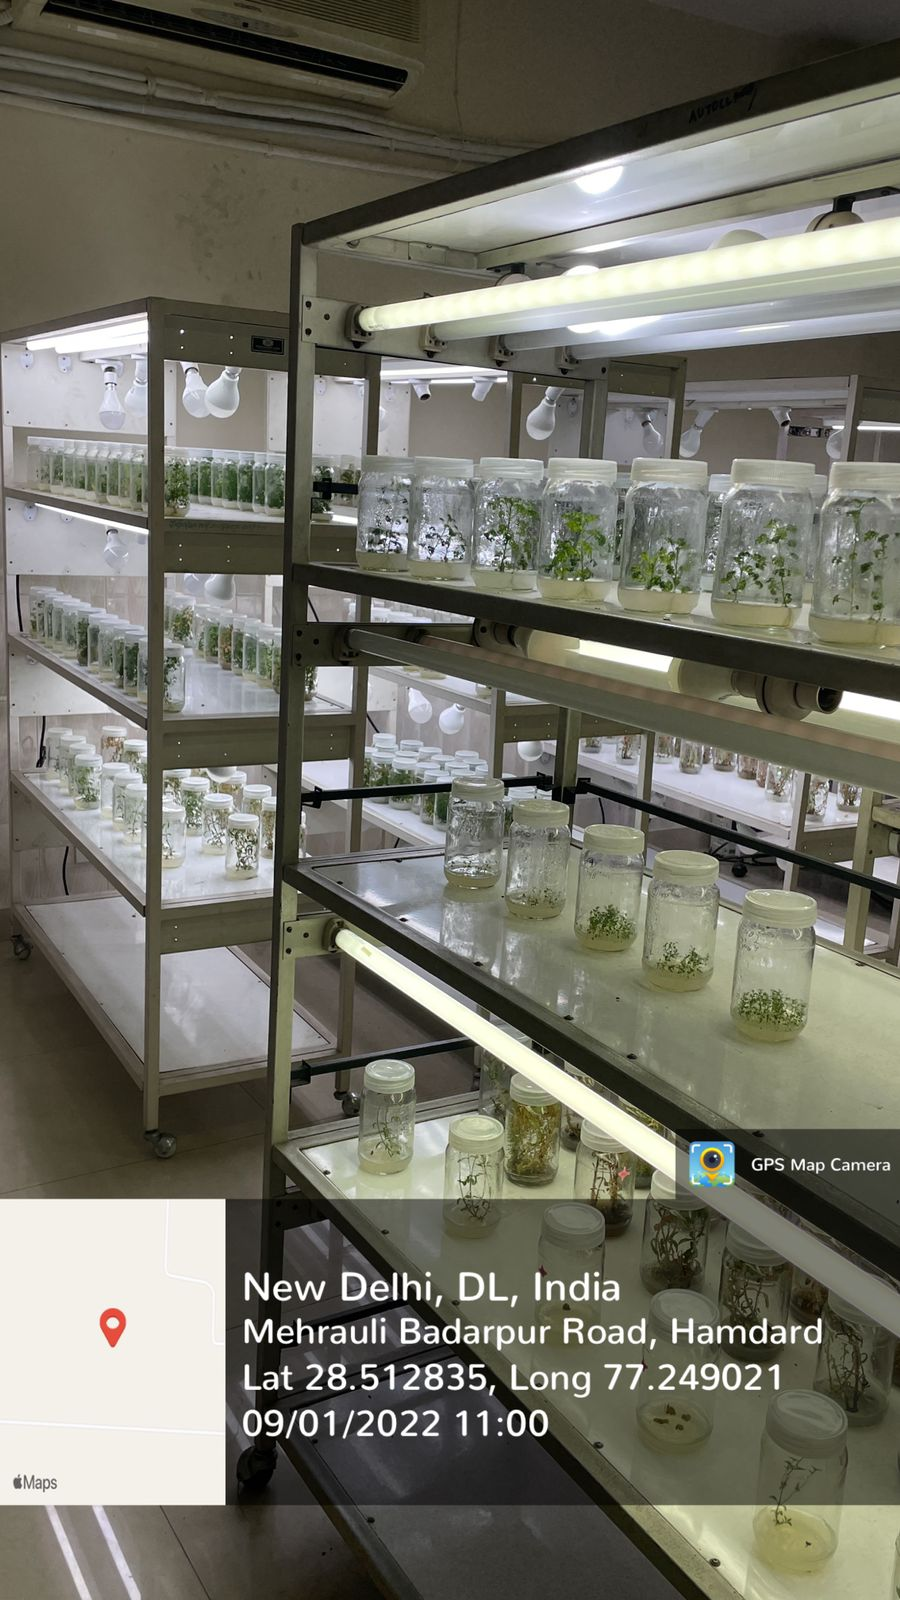 GPS Map Camera
New Delhi, DL, India
Mehrauli Badarpur Road, Hamdard
Lat 28.512835, Long 77.249021
09/01/2022 11:00
Maps